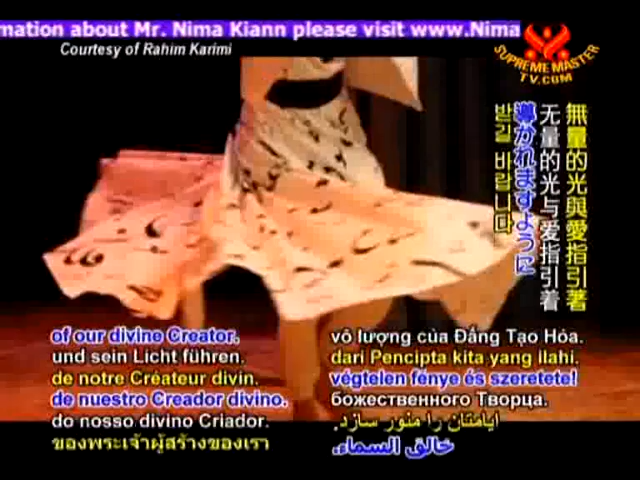 mation about Mr. Nima Kiann please visit www.Nima
Courtesy of Rahim Karimi
SUPREME MASTER
TV.COM
無量的光與愛指引著
无量的光与爱指引着
導かれますように
받길 바랍니다
of our divine Creator.
und sein Licht führen.
de notre Créateur divin.
de nuestro Creador divino.
do nosso divino Criador.
ของพระเจ้าผู้สร้างของเรา
vô lượng của Đấng Tạo Hóa.
dari Pencipta kita yang ilahi.
végtelen fénye és szeretete!
божественного Творца.
ایامتان را منور سازد.
خالق السماء.